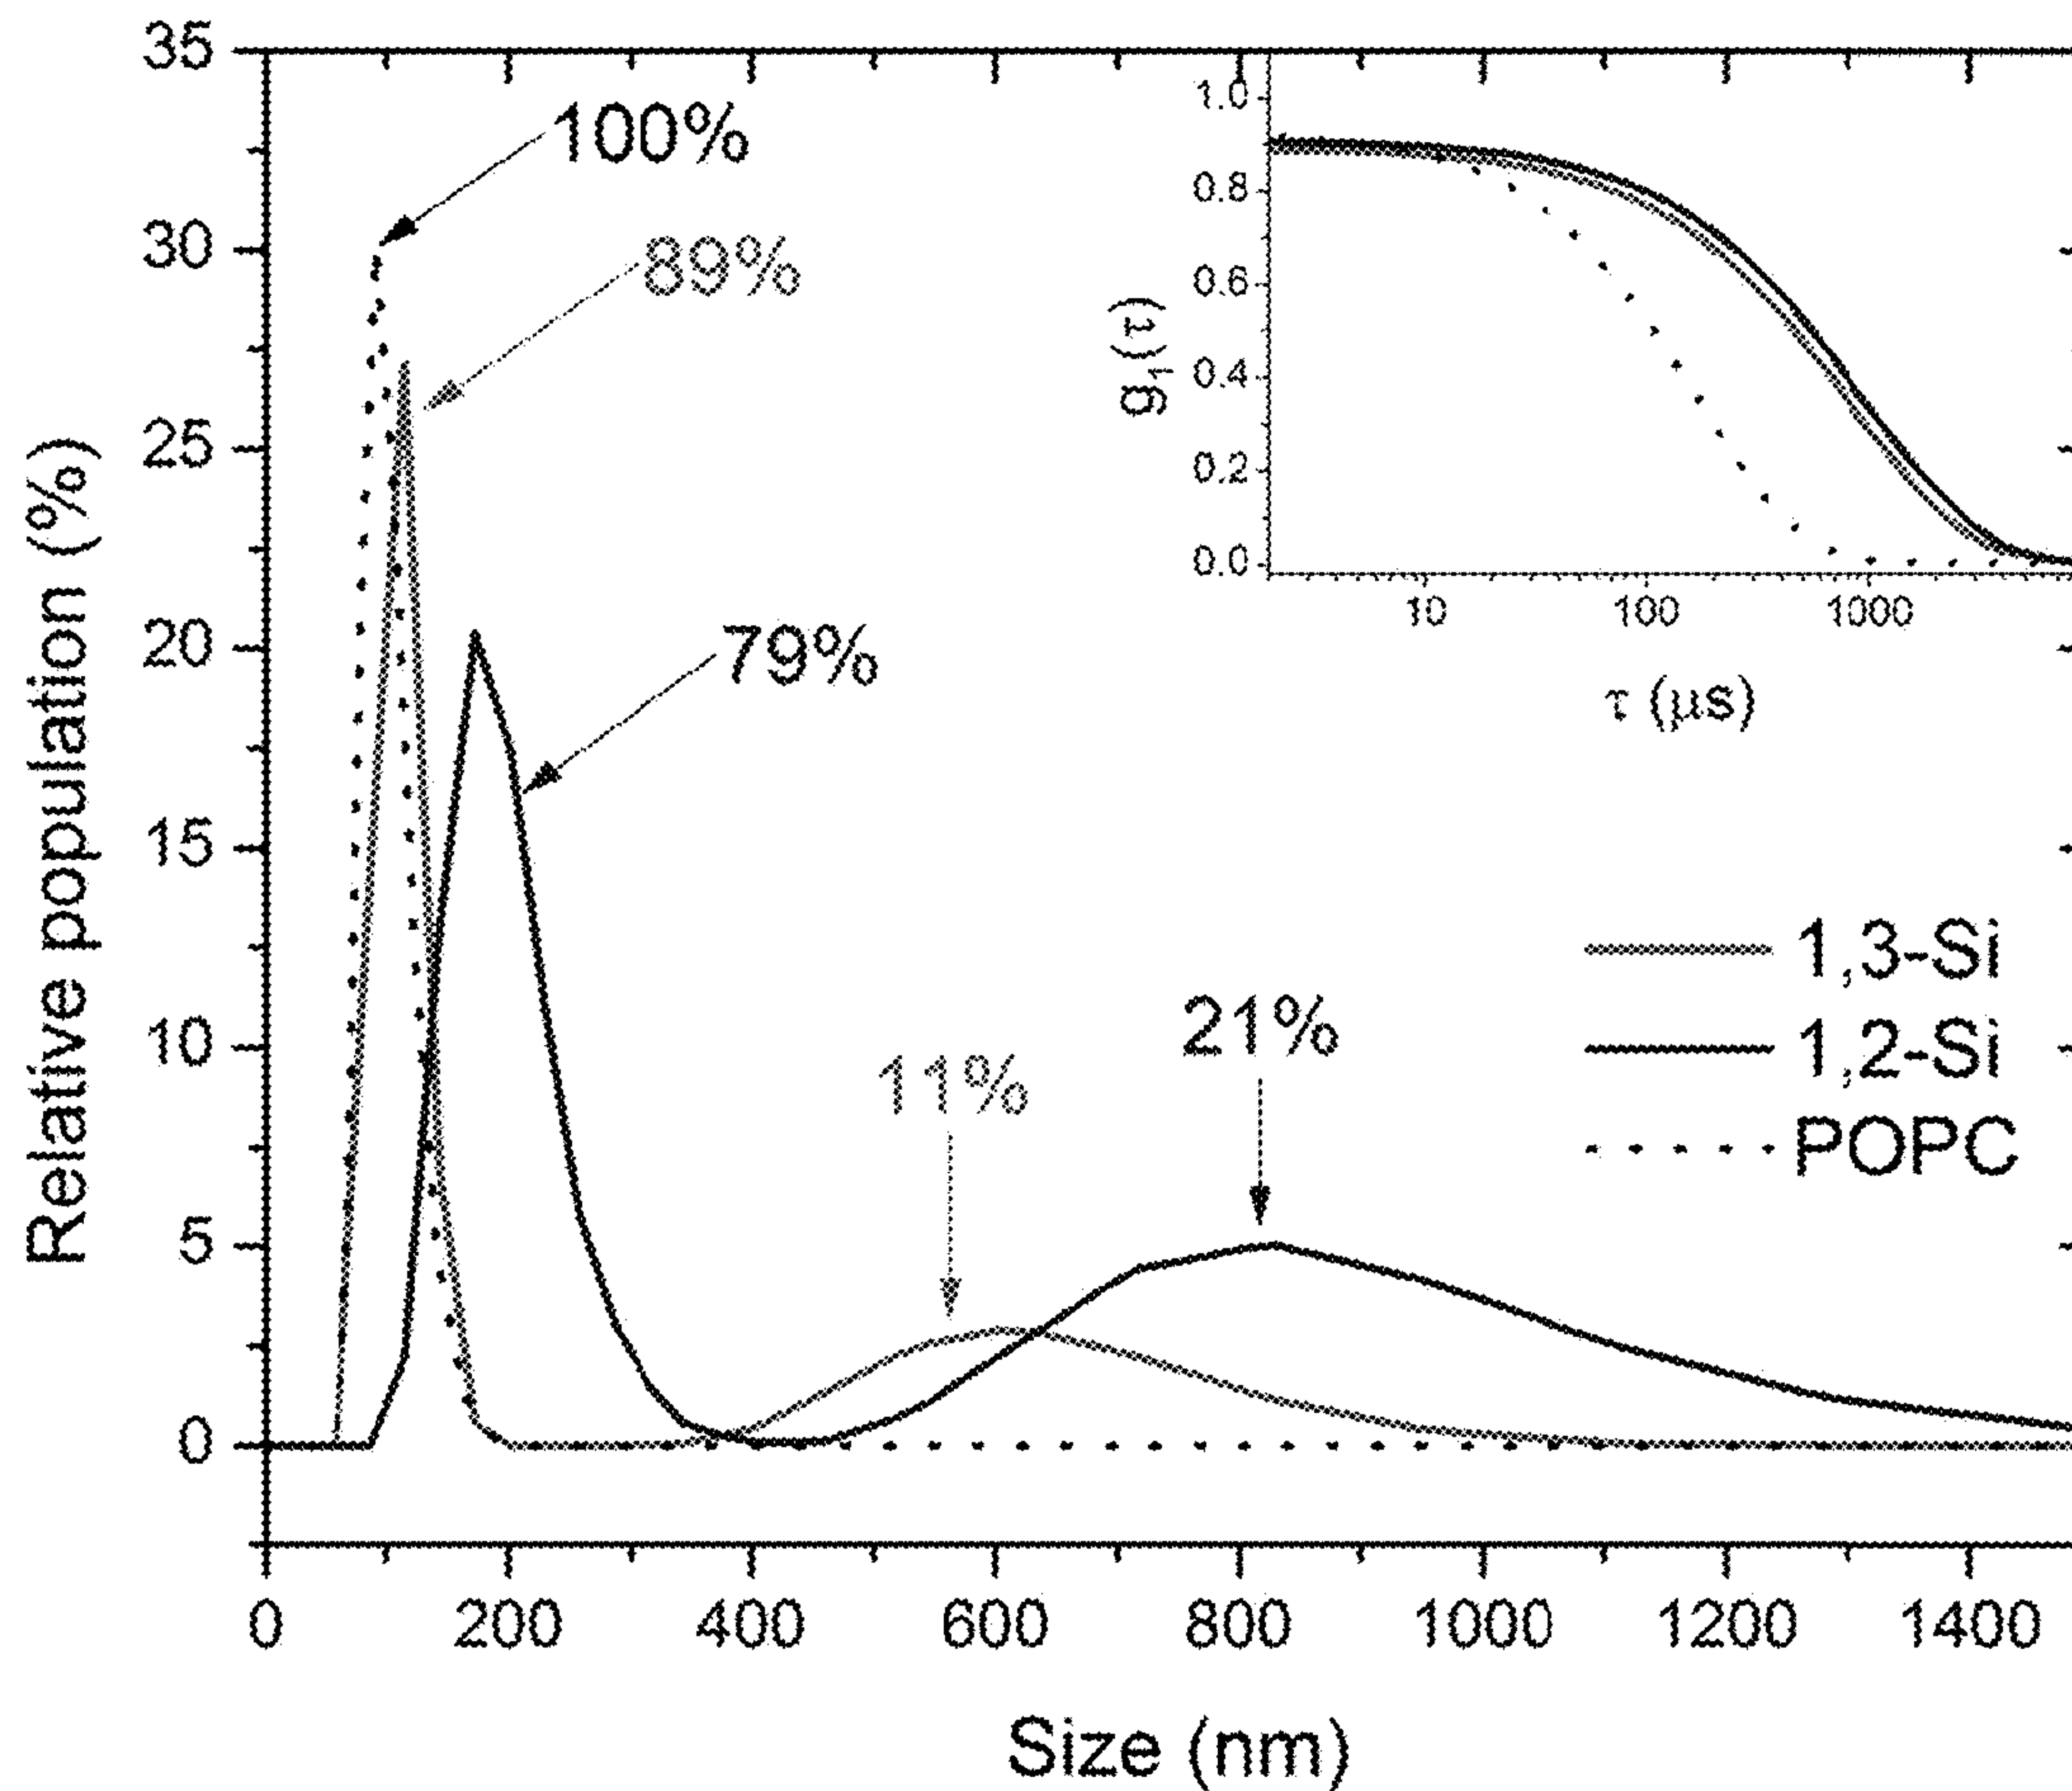 35
30
25
20
15
10
5
0
Relative population (%)
100%
89%
79%
11%
21%
1.0
0.8
0.6
0.4
0.2
0.0
g₁(τ)
10 100 1000
τ (μs)
1,3-Si
1,2-Si
POPC
0 200 400 600 800 1000 1200 1400
Size (nm)